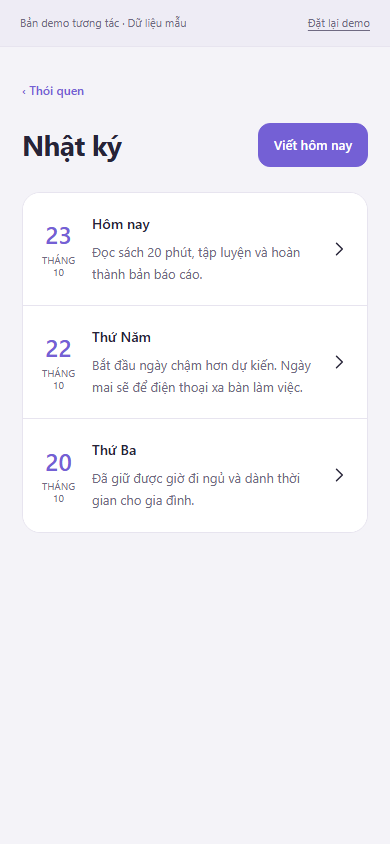 Bản demo tương tác · Dữ liệu mẫu
Đặt lại demo
‹ Thói quen
Nhật ký
Viết hôm nay
23
THÁNG
10
Hôm nay
Đọc sách 20 phút, tập luyện và hoàn
thành bản báo cáo.
22
THÁNG
10
Thứ Năm
Bắt đầu ngày chậm hơn dự kiến. Ngày
mai sẽ để điện thoại xa bàn làm việc.
20
THÁNG
10
Thứ Ba
Đã giữ được giờ đi ngủ và dành thời
gian cho gia đình.